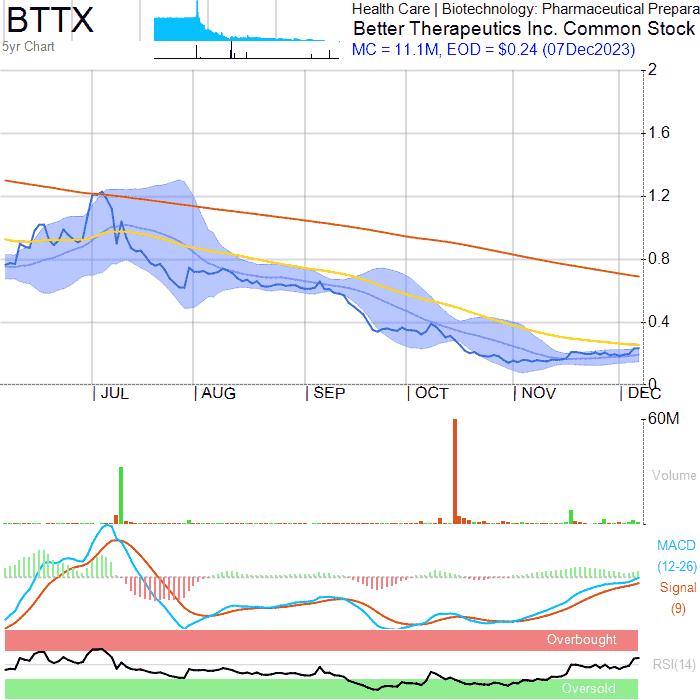 BTTX
5yr Chart
Health Care | Biotechnology: Pharmaceutical Prepara
Better Therapeutics Inc. Common Stock
MC = 11.1M, EOD = $0.24 (07Dec2023)
2
1.6
1.2
0.8
0.4
0
JUL AUG SEP OCT NOV DEC
60M
Volume
MACD
(12-26)
Signal
(9)
Overbought
RSI(14)
Oversold